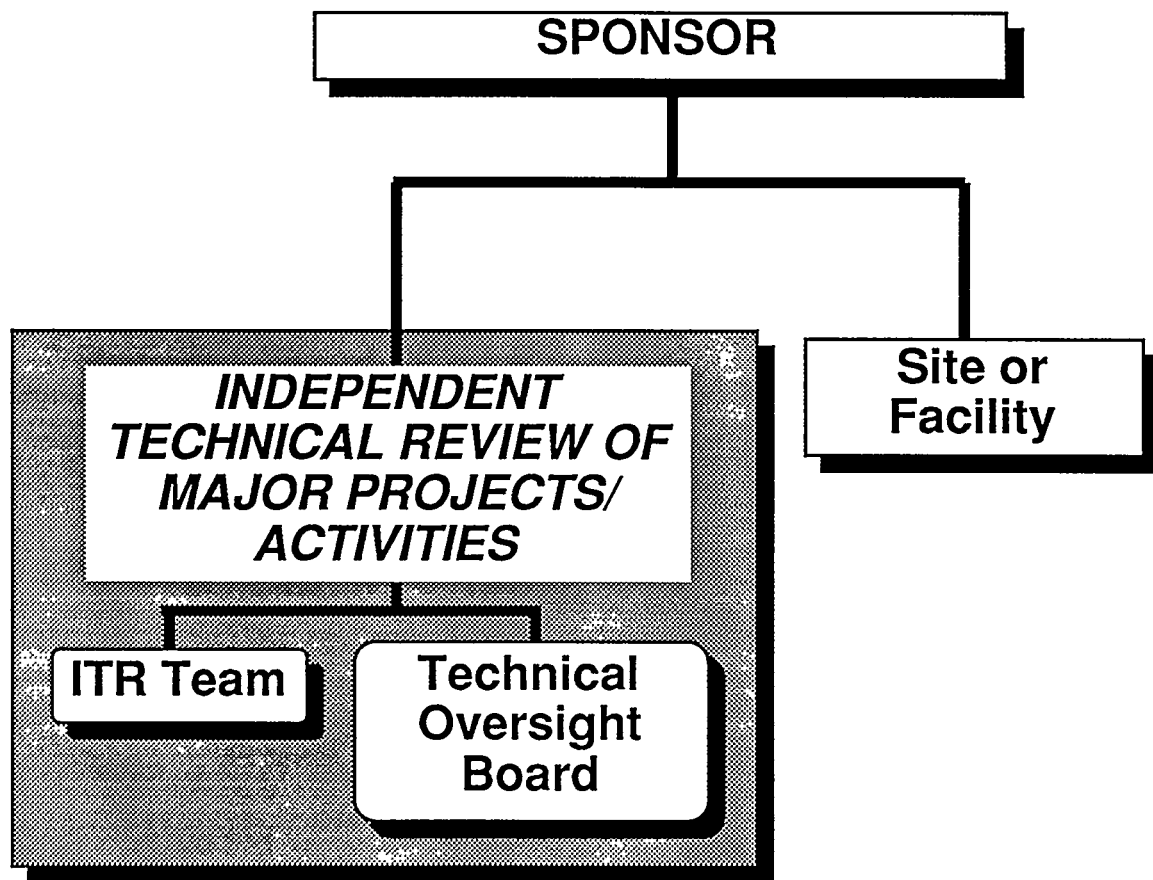 SPONSOR
INDEPENDENT
TECHNICAL REVIEW OF
MAJOR PROJECTS/
ACTIVITIES
Site or
Facility
ITR Team
Technical
Oversight
Board